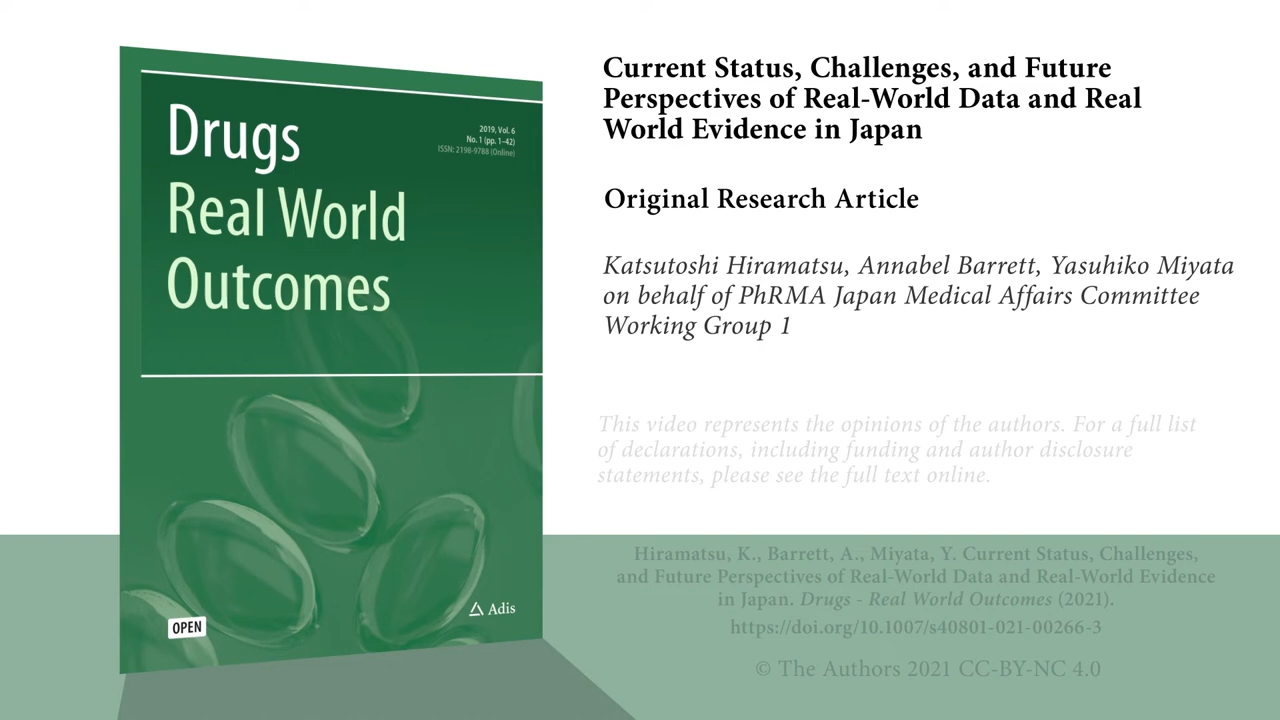 Drugs
Real World
Outcomes
2019, Vol. 6
No. 1 (pp. 1–42)
ISSN: 2198-9788 (Online)
OPEN
Adis
Current Status, Challenges, and Future
Perspectives of Real-World Data and Real
World Evidence in Japan
Original Research Article
Katsutoshi Hiramatsu, Annabel Barrett, Yasuhiko Miyata
on behalf of PhRMA Japan Medical Affairs Committee
Working Group 1
This video represents the opinions of the authors. For a full list
of declarations, including funding and author disclosure
statements, please see the full text online.
Hiramatsu, K., Barrett, A., Miyata, Y. Current Status, Challenges,
and Future Perspectives of Real-World Data and Real-World Evidence
in Japan. Drugs - Real World Outcomes (2021).
https://doi.org/10.1007/s40801-021-00266-3
© The Authors 2021 CC-BY-NC 4.0